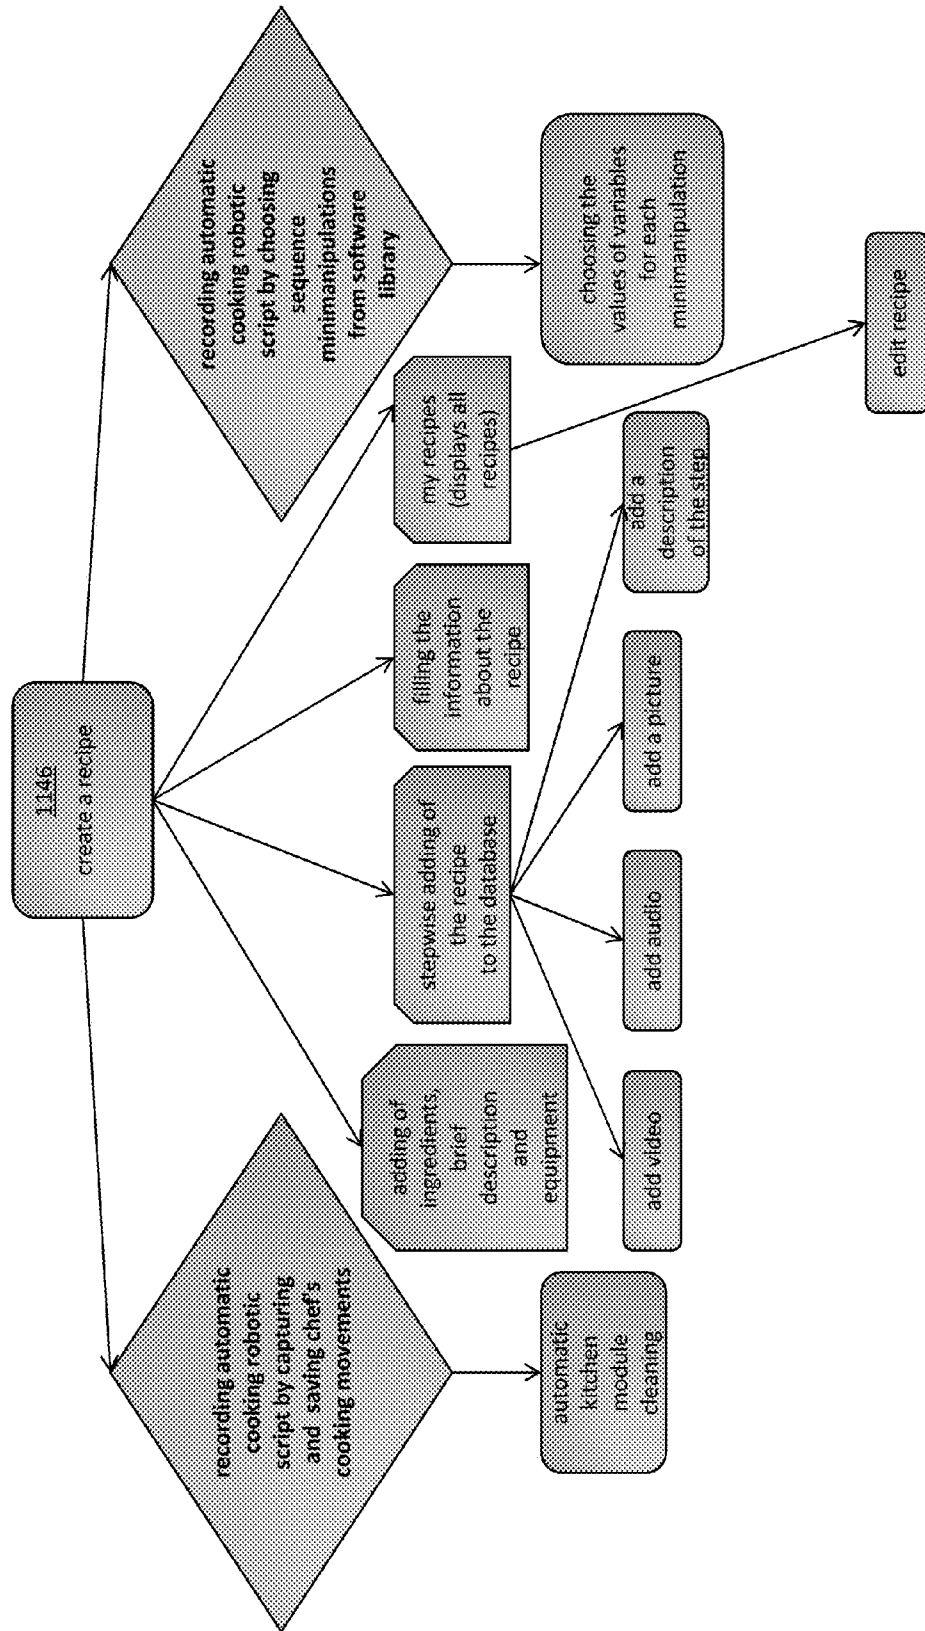 1146
create a recipe
recording automatic
cooking robotic
script by capturing
and saving chef's
cooking movements
adding of
ingredients,
brief
description
and
equipment
stepwise adding of
the recipe
to the database
filling the
information
about the
recipe
my recipes
(displays all
recipes)
recording automatic
cooking robotic
script by choosing
sequence
minimanipulations
from software
library
automatic
kitchen
module
cleaning
add video
add audio
add a picture
add a
description
of the step
choosing the
values of variables
for each
minimanipulation
edit recipe